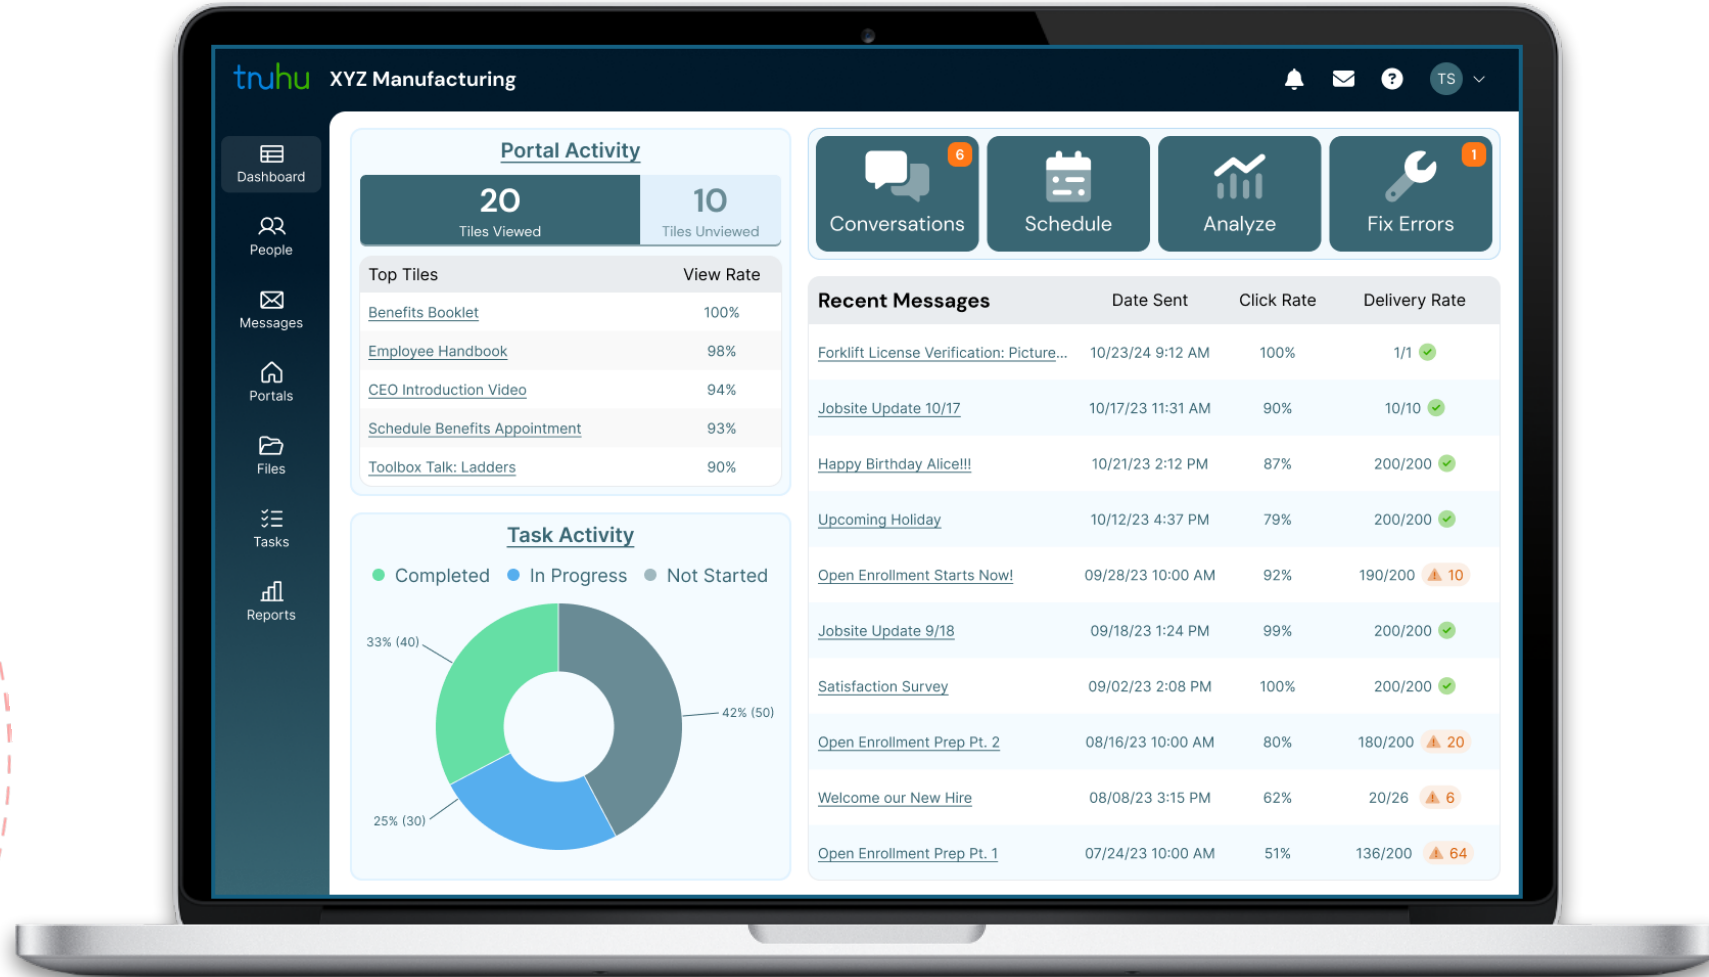 truhu XYZ Manufacturing TS
Dashboard
People
Messages
Portals
Files
Tasks
Reports
Portal Activity
20 10
Tiles Viewed Tiles Unviewed
Top Tiles View Rate
Benefits Booklet 100%
Employee Handbook 98%
CEO Introduction Video 94%
Schedule Benefits Appointment 93%
Toolbox Talk: Ladders 90%
Task Activity
Completed In Progress Not Started
33% (40)
42% (50)
25% (30)
6 1
Conversations Schedule Analyze Fix Errors
Recent Messages Date Sent Click Rate Delivery Rate
Forklift License Verification: Picture... 10/23/24 9:12 AM 100% 1/1
Jobsite Update 10/17 10/17/23 11:31 AM 90% 10/10
Happy Birthday Alice!!! 10/21/23 2:12 PM 87% 200/200
Upcoming Holiday 10/12/23 4:37 PM 79% 200/200
Open Enrollment Starts Now! 09/28/23 10:00 AM 92% 190/200 10
Jobsite Update 9/18 09/18/23 1:24 PM 99% 200/200
Satisfaction Survey 09/02/23 2:08 PM 100% 200/200
Open Enrollment Prep Pt. 2 08/16/23 10:00 AM 80% 180/200 20
Welcome our New Hire 08/08/23 3:15 PM 62% 20/26 6
Open Enrollment Prep Pt. 1 07/24/23 10:00 AM 51% 136/200 64